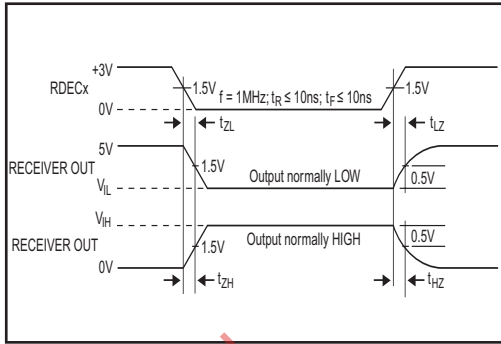 +3V
RDECx
1.5V
f = 1MHz; tR ≤ 10ns; tF ≤ 10ns
1.5V
0V
tZL
tLZ
5V
RECEIVER OUT
1.5V
Output normally LOW
0.5V
VIL
VIH
RECEIVER OUT
1.5V
Output normally HIGH
0.5V
0V
tZH
tHZ